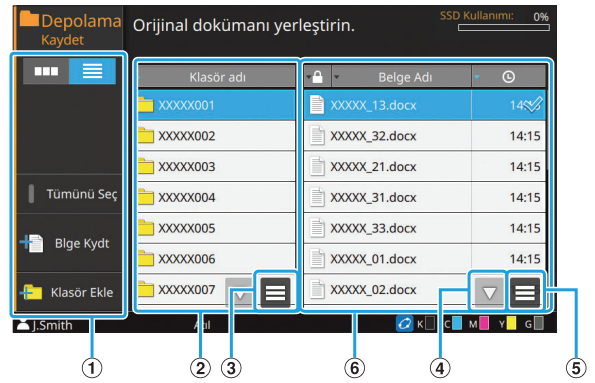 Depolama
Kaydet
Orijinal dokümanı yerleştirin.
SSD Kullanımı: 0%
Klasör adı
Belge Adı
XXXXX001
XXXXX002
XXXXX003
XXXXX004
XXXXX005
XXXXX006
XXXXX007
XXXXX_13.docx
XXXXX_32.docx 14:15
XXXXX_21.docx 14:15
XXXXX_31.docx 14:15
XXXXX_33.docx 14:15
XXXXX_01.docx 14:15
XXXXX_02.docx
Tümünü Seç
Blge Kydt
Klasör Ekle
J.Smith
K C M Y G
1 2 3 6 4 5